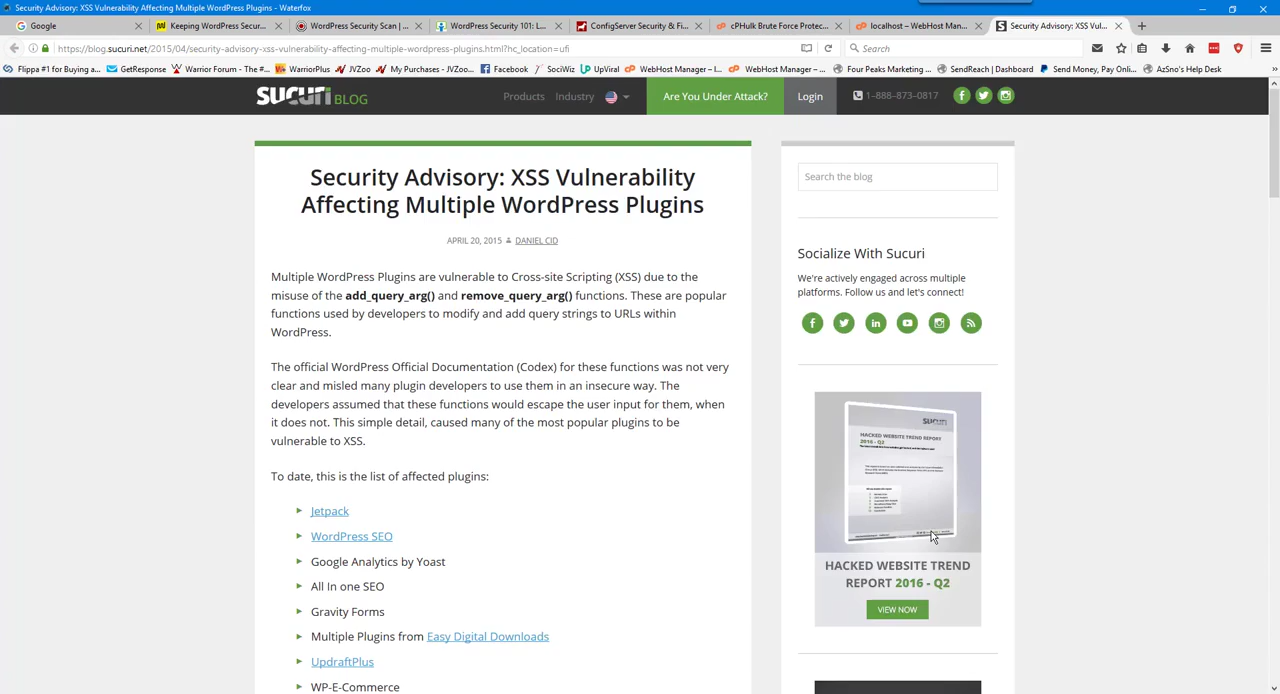 Security Advisory: XSS Vulnerability Affecting Multiple WordPress Plugins - Waterfox
Google
Keeping WordPress Secur...
WordPress Security Scan | ...
WordPress Security 101: L...
ConfigServer Security & Fi...
cPHulk Brute Force Protec...
localhost – WebHost Man...
Security Advisory: XSS Vul...
https://blog.sucuri.net/2015/04/security-advisory-xss-vulnerability-affecting-multiple-wordpress-plugins.html?hc_location=ufi
Search
Flippa #1 for Buying a...
GetResponse
Warrior Forum - The #...
WarriorPlus
JVZoo
My Purchases - JVZoo...
Facebook
SociWiz
UpViral
WebHost Manager – l...
WebHost Manager – ...
Four Peaks Marketing ...
SendReach | Dashboard
Send Money, Pay Onli...
AzSno's Help Desk
SUCURI BLOG
Products
Industry
Are You Under Attack?
Login
1–888–873–0817
Security Advisory: XSS Vulnerability
Affecting Multiple WordPress Plugins
APRIL 20, 2015 DANIEL CID
Multiple WordPress Plugins are vulnerable to Cross-site Scripting (XSS) due to the
misuse of the add_query_arg() and remove_query_arg() functions. These are popular
functions used by developers to modify and add query strings to URLs within
WordPress.
The official WordPress Official Documentation (Codex) for these functions was not very
clear and misled many plugin developers to use them in an insecure way. The
developers assumed that these functions would escape the user input for them, when
it does not. This simple detail, caused many of the most popular plugins to be
vulnerable to XSS.
To date, this is the list of affected plugins:
Jetpack
WordPress SEO
Google Analytics by Yoast
All In one SEO
Gravity Forms
Multiple Plugins from Easy Digital Downloads
UpdraftPlus
WP-E-Commerce
Search the blog
Socialize With Sucuri
We're actively engaged across multiple
platforms. Follow us and let's connect!
SUCURI
HACKED WEBSITE TREND REPORT
2016 - Q2
HACKED WEBSITE TREND
REPORT 2016 - Q2
VIEW NOW